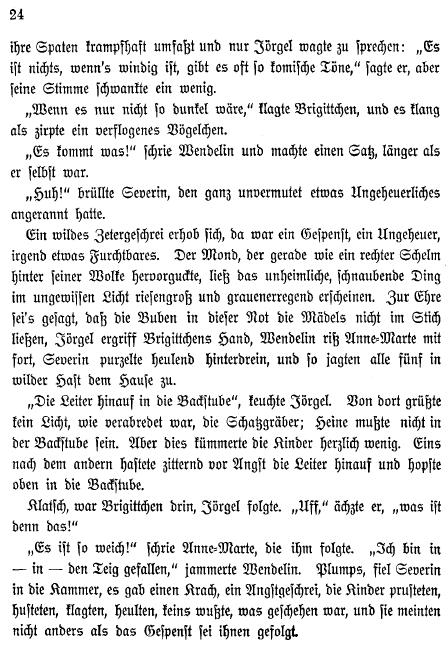 24
ihre Spaten krampfhaft umfaßt und nur Jörgel wagte zu sprechen: „Es
ist nichts, wenn's windig ist, gibt es oft so komische Töne,“ sagte er, aber
seine Stimme schwankte ein wenig.
„Wenn es nur nicht so dunkel wäre,“ klagte Brigittchen, und es klang
als zirpte ein verflogenes Vögelchen.
„Es kommt was!“ schrie Wendelin und machte einen Satz, länger als
er selbst war.
„Huh!“ brüllte Severin, den ganz unvermutet etwas Ungeheuerliches
angerannt hatte.
Ein wildes Zetergeschrei erhob sich, da war ein Gespenst, ein Ungeheuer,
irgend etwas Furchtbares. Der Mond, der gerade wie ein rechter Schelm
hinter seiner Wolke hervorguckte, ließ das unheimliche, schnaubende Ding
im ungewissen Licht riesengroß und grauenerregend erscheinen. Zur Ehre
sei's gesagt, daß die Buben in dieser Not die Mädels nicht im Stich
ließen, Jörgel ergriff Brigittchens Hand, Wendelin riß Anne-Marte mit
fort, Severin purzelte heulend hinterdrein, und so jagten alle fünf in
wilder Hast dem Hause zu.
„Die Leiter hinauf in die Backstube“, keuchte Jörgel. Von dort grüßte
kein Licht, wie verabredet war, die Schatzgräber; Heine mußte nicht in
der Backstube sein. Aber dies kümmerte die Kinder herzlich wenig. Eins
nach dem andern hastete zitternd vor Angst die Leiter hinauf und hopste
oben in die Backstube.
Klatsch, war Brigittchen drin, Jörgel folgte. „Uff,“ ächzte er, „was ist
denn das!“
„Es ist so weich!“ schrie Anne-Marte, die ihm folgte. „Ich bin in
— in — den Teig gefallen,“ jammerte Wendelin. Plumps, fiel Severin
in die Kammer, es gab einen Krach, ein Angstgeschrei, die Kinder prusteten,
husteten, klagten, heulten, keins wußte, was geschehen war, und sie meinten
nicht anders als das Gespenst sei ihnen gefolgt.